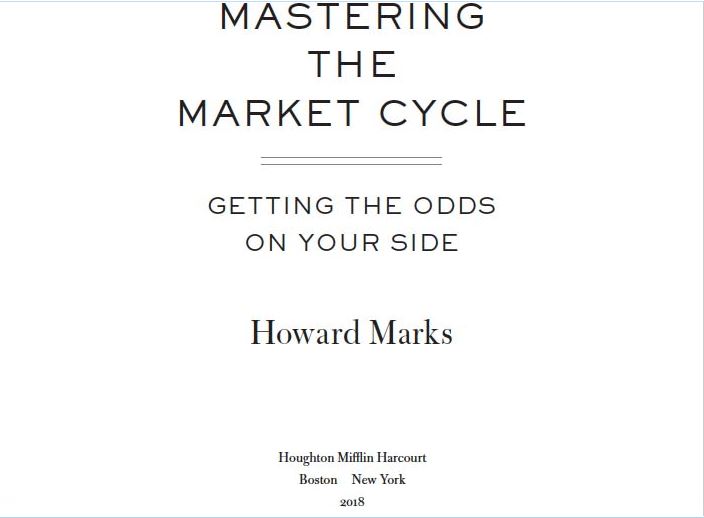 MASTERING
THE
MARKET CYCLE
GETTING THE ODDS
ON YOUR SIDE
Howard Marks
Houghton Mifflin Harcourt
Boston New York
2018